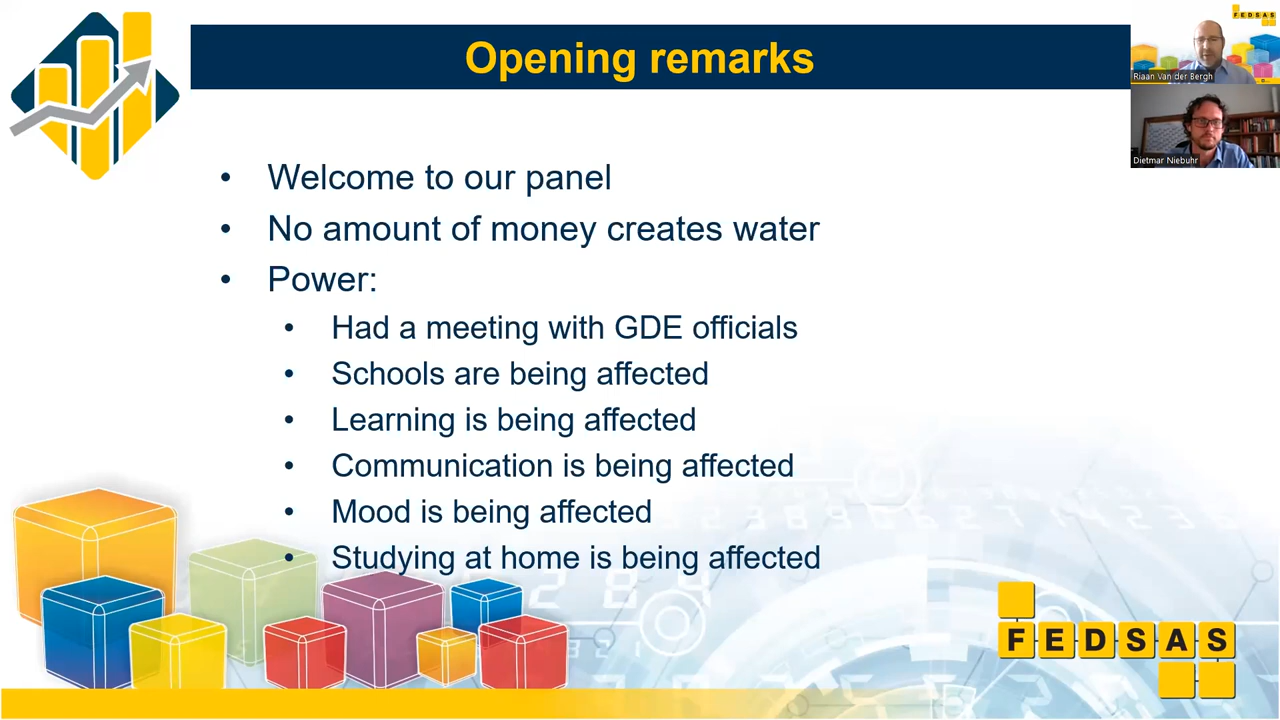 Opening remarks
FEDSAS
Riaan Van der Bergh
Dietmar Niebuhr
• Welcome to our panel
• No amount of money creates water
• Power:
• Had a meeting with GDE officials
• Schools are being affected
• Learning is being affected
• Communication is being affected
• Mood is being affected
• Studying at home is being affected
FEDSAS